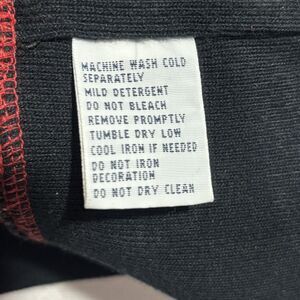 MACHINE WASH COLD
SEPARATELY
MILD DETERGENT
DO NOT BLEACH
REMOVE PROMPTLY
TUMBLE DRY LOW
COOL IRON IF NEEDED
DO NOT IRON
DECORATION
DO NOT DRY CLEAN